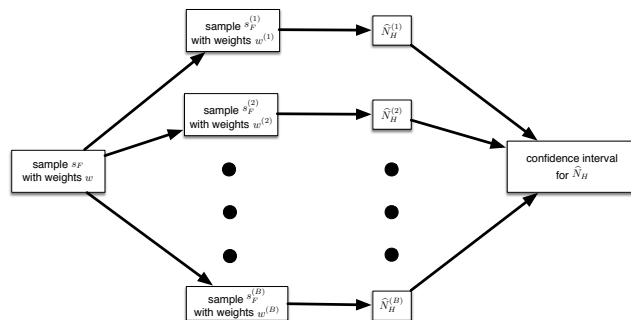 sample $s_F^{(1)}$
with weights $w^{(1)}$
$\widehat{N}_H^{(1)}$
sample $s_F^{(2)}$
with weights $w^{(2)}$
$\widehat{N}_H^{(2)}$
sample $s_F$
with weights $w$
confidence interval
for $\widehat{N}_H$
sample $s_F^{(B)}$
with weights $w^{(B)}$
$\widehat{N}_H^{(B)}$